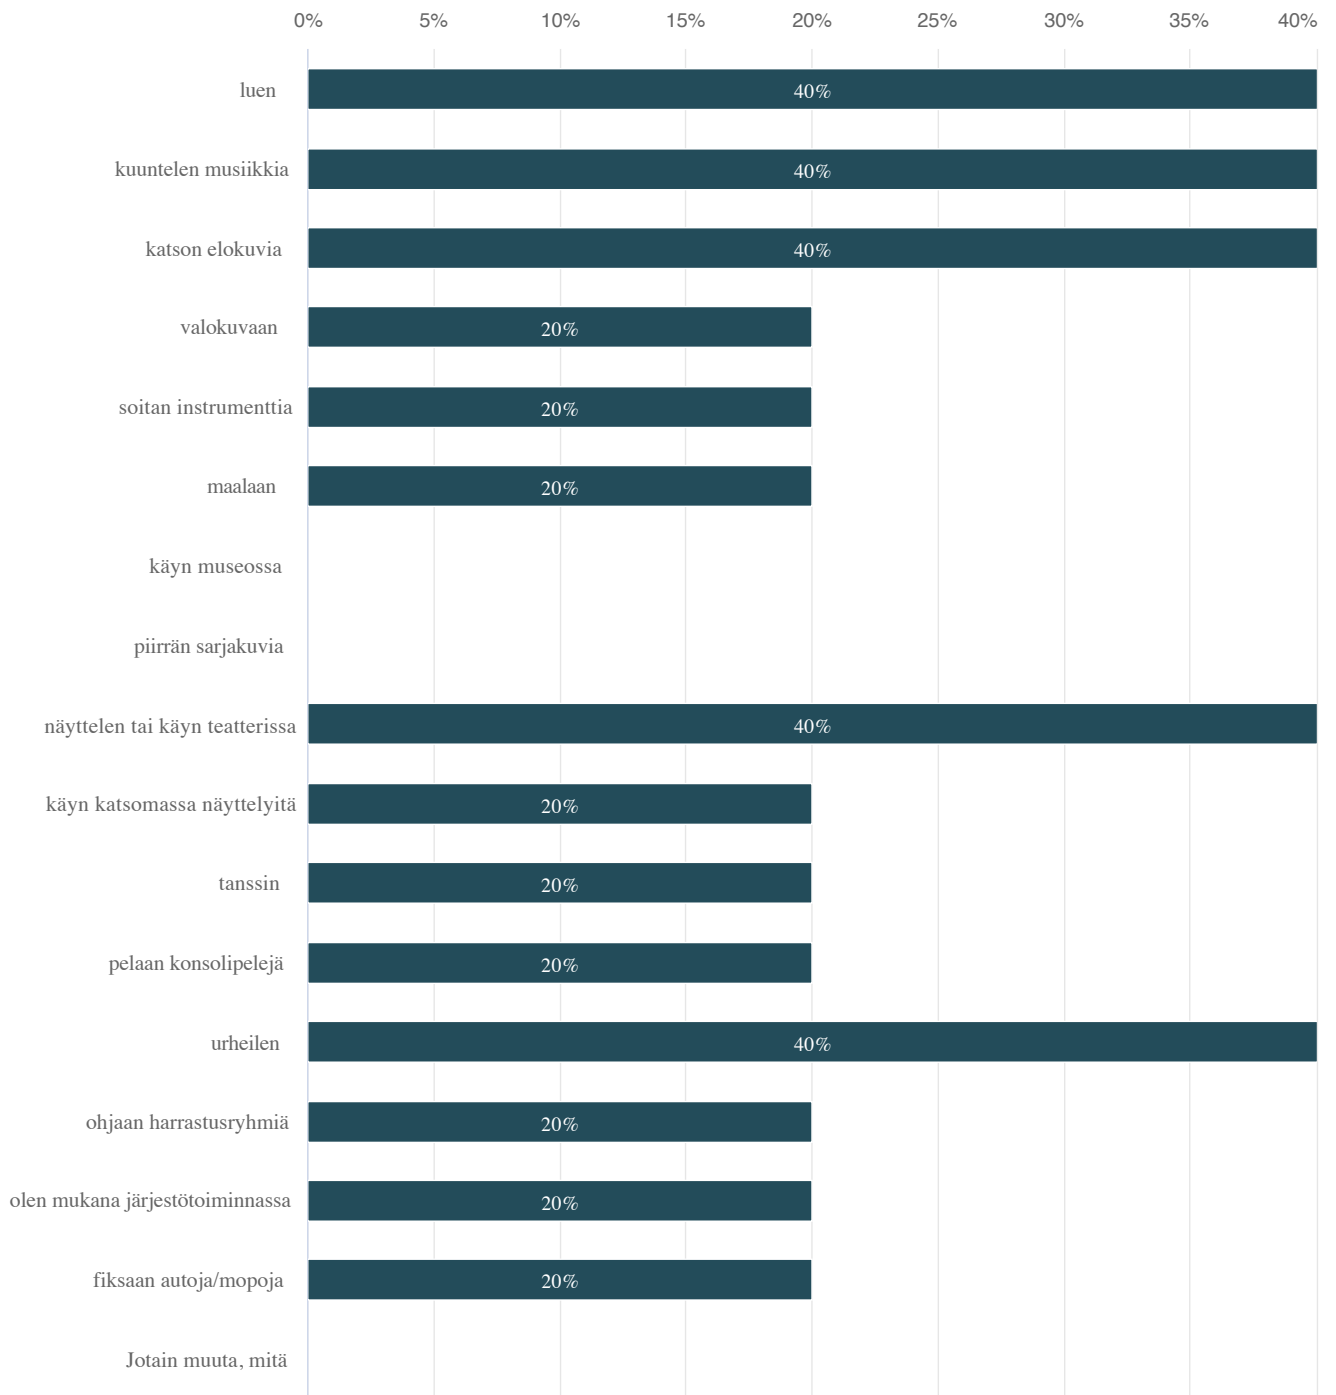 0% 5% 10% 15% 20% 25% 30% 35% 40%
luen 40%
kuuntelen musiikkia 40%
katson elokuvia 40%
valokuvaan 20%
soitan instrumenttia 20%
maalaan 20%
käyn museossa
piirrän sarjakuvia
näyttelen tai käyn teatterissa 40%
käyn katsomassa näyttelyitä 20%
tanssin 20%
pelaan konsolipelejä 20%
urheilen 40%
ohjaan harrastusryhmiä 20%
olen mukana järjestötoiminnassa 20%
fiksaan autoja/mopoja 20%
Jotain muuta, mitä